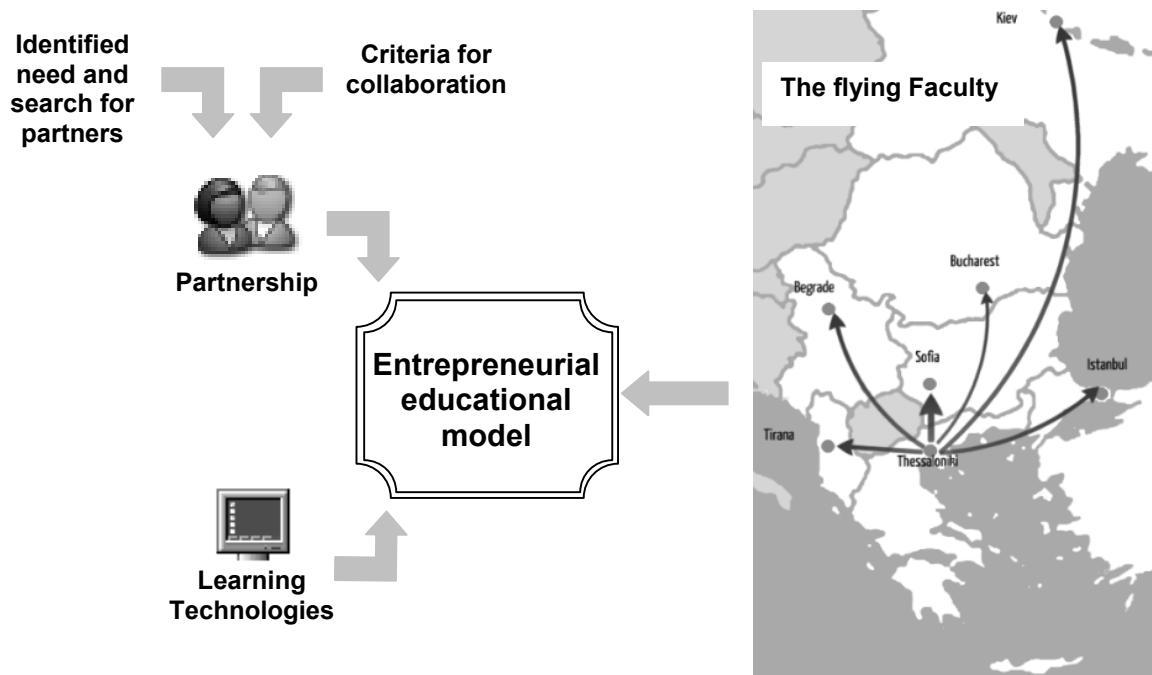 Identified
need and
search for
partners
Criteria for
collaboration
Partnership
Entrepreneurial
educational
model
Learning
Technologies
The flying Faculty
Kiev
Bucharest
Begrade
Sofia
Istanbul
Tirana
Thessaloniki